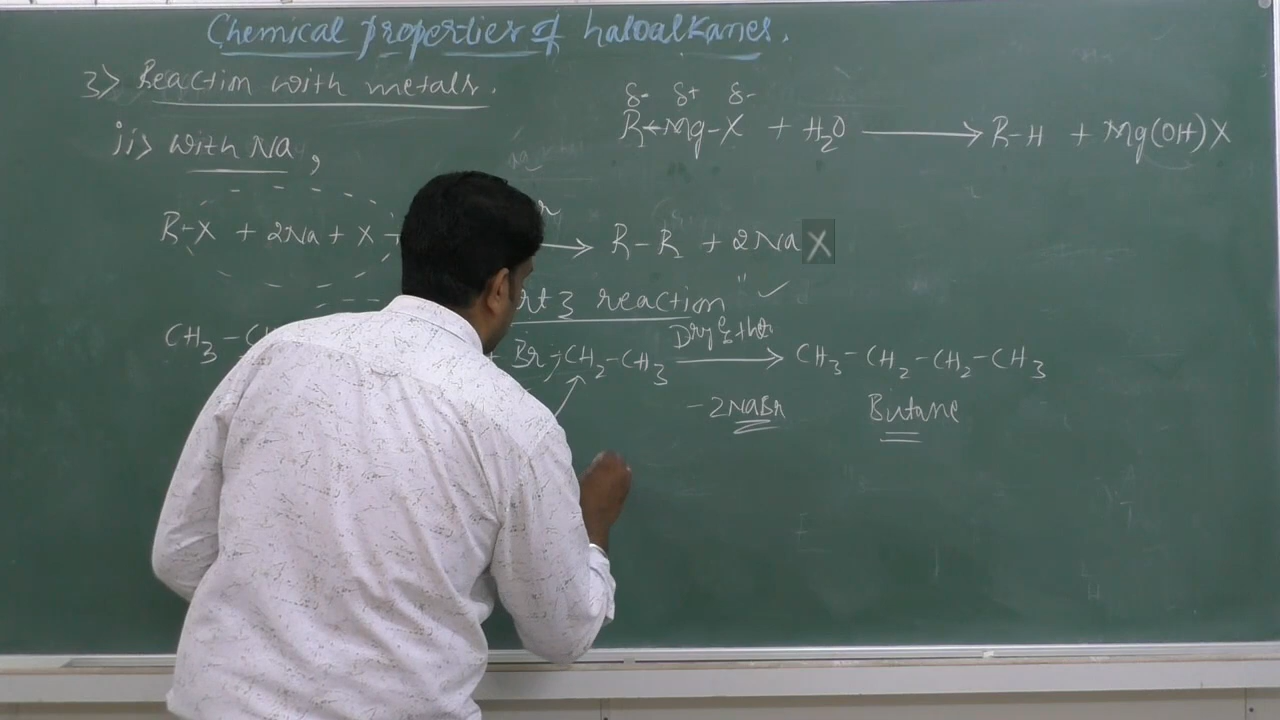 Chemical properties of haloalkanes.
3) Reaction with metals.
δ- δ+ δ-
R←Mg-X + H₂O ⟶ R-H + Mg(OH)X
ii) with Na,
R-X + 2Na + X ⟶ R-R + 2NaX
rt3 reaction" ✓
Dry Ether
CH₃-C + Br-CH₂-CH₃ ⟶ CH₃-CH₂-CH₂-CH₃
-2NaBr Butane